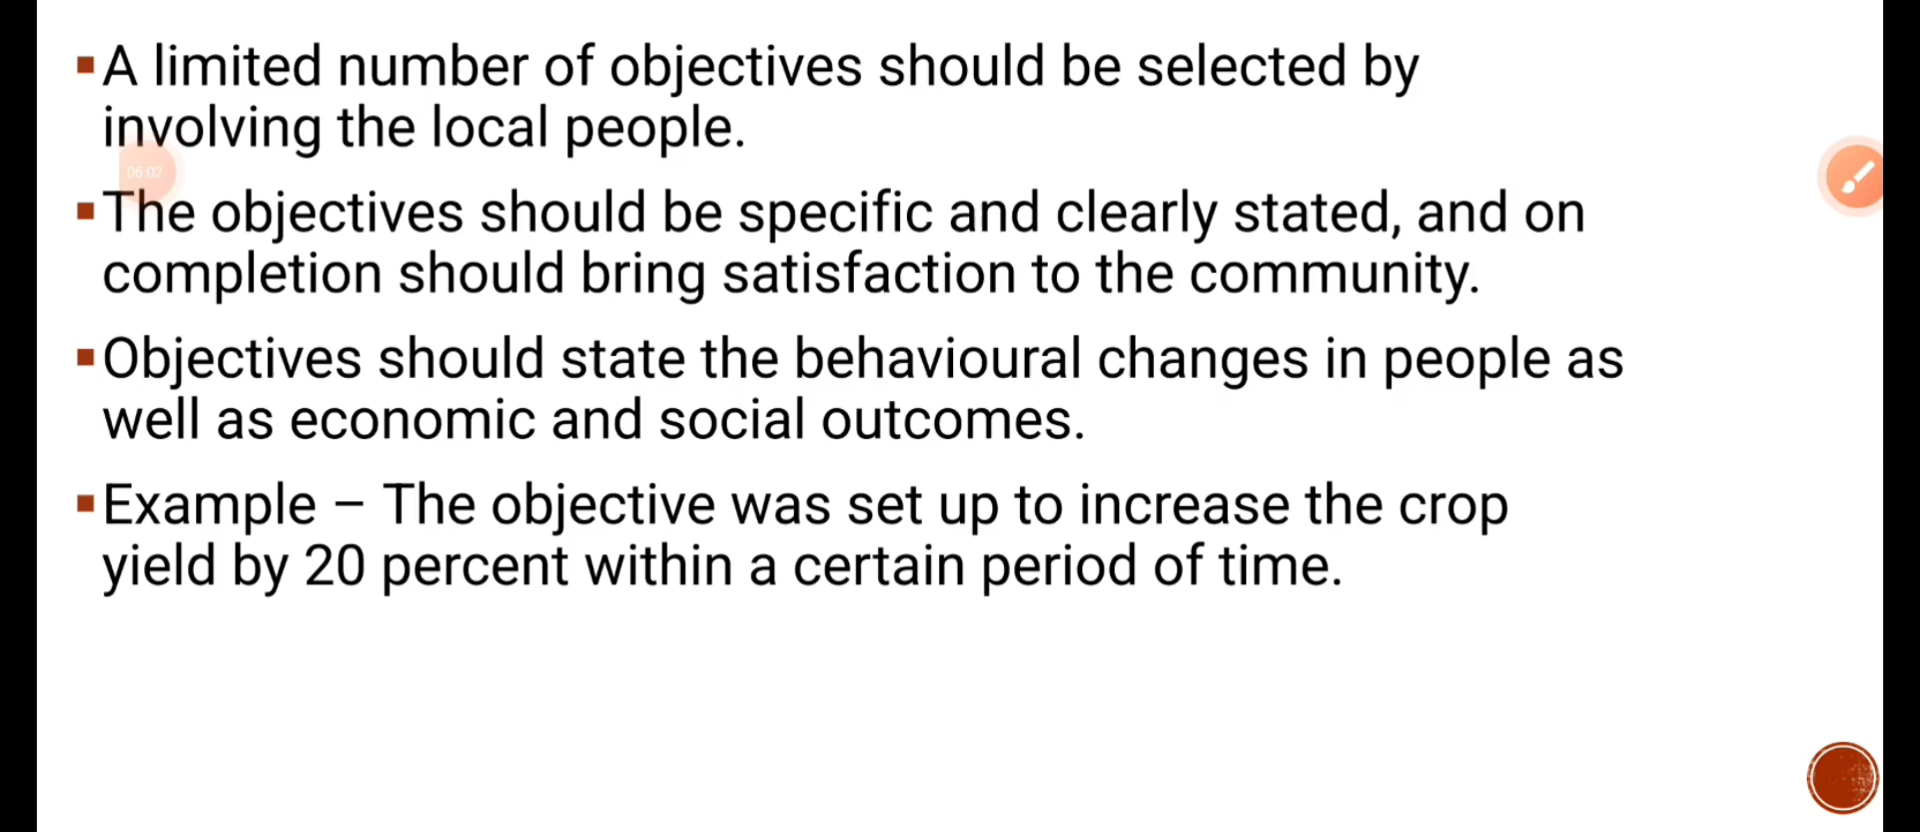 ▪A limited number of objectives should be selected by
involving the local people.
06:02
▪The objectives should be specific and clearly stated, and on
completion should bring satisfaction to the community.
▪Objectives should state the behavioural changes in people as
well as economic and social outcomes.
▪Example – The objective was set up to increase the crop
yield by 20 percent within a certain period of time.